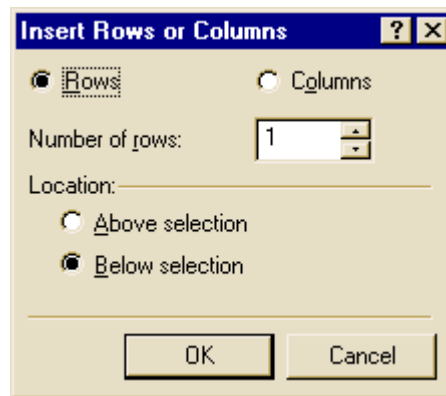 Insert Rows or Columns ? X
Rows Columns
Number of rows: 1
Location:
Above selection
Below selection
OK Cancel